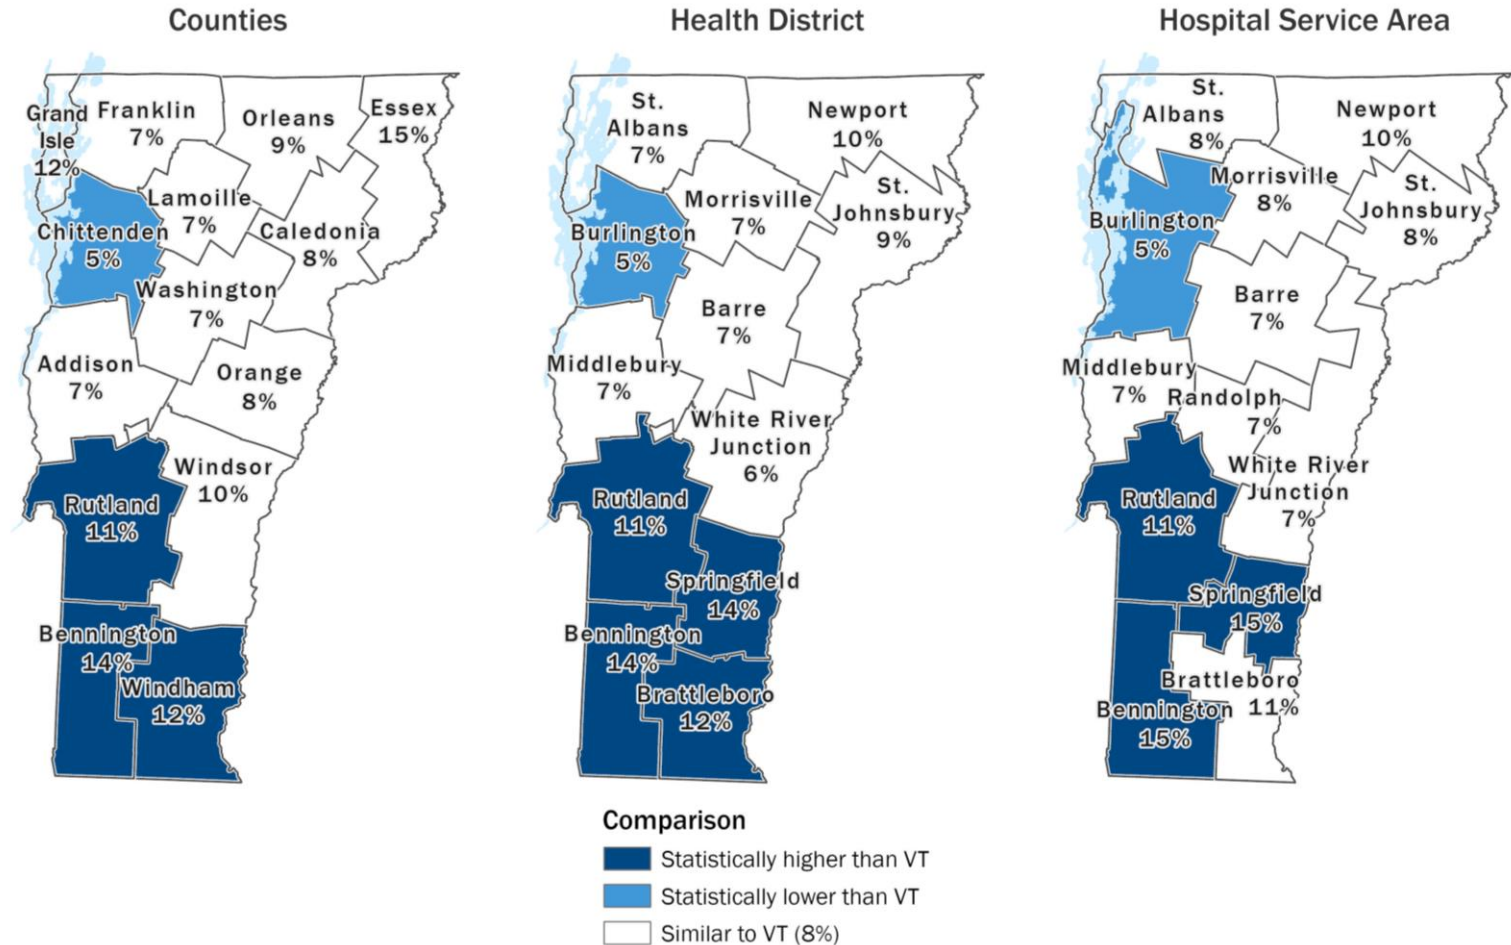 Counties
Grand
Isle
12%
Franklin
7%
Orleans
9%
Essex
15%
Lamoille
7%
Chittenden
5%
Caledonia
8%
Washington
7%
Addison
7%
Orange
8%
Windsor
10%
Rutland
11%
Bennington
14%
Windham
12%
Health District
St.
Albans
7%
Newport
10%
Morrisville
7%
St.
Johnsbury
9%
Burlington
5%
Barre
7%
Middlebury
7%
White River
Junction
6%
Rutland
11%
Springfield
14%
Bennington
14%
Brattleboro
12%
Hospital Service Area
St.
Albans
8%
Newport
10%
Morrisville
8%
St.
Johnsbury
8%
Burlington
5%
Barre
7%
Middlebury
7%
Randolph
7%
White River
Junction
7%
Rutland
11%
Springfield
15%
Brattleboro
11%
Bennington
15%
Comparison
Statistically higher than VT
Statistically lower than VT
Similar to VT (8%)